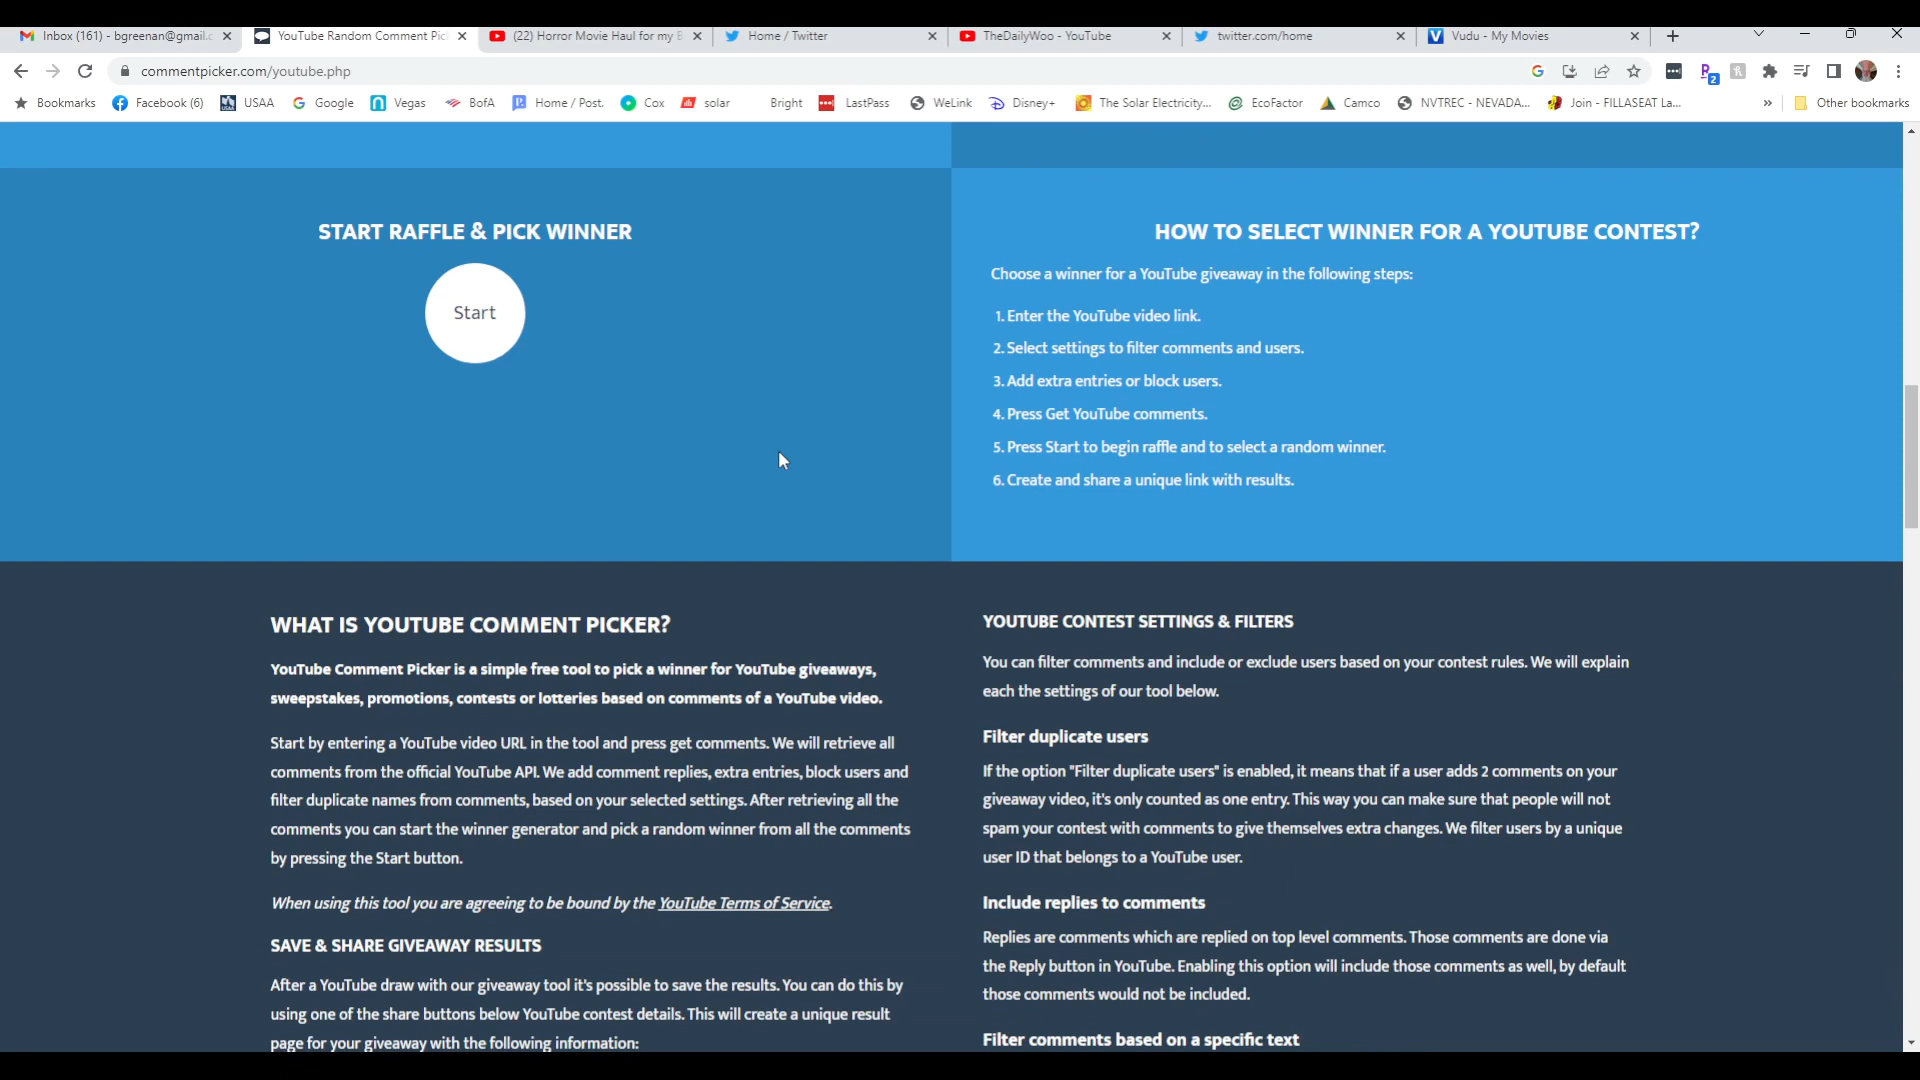 Inbox (161) - bgreenan@gmail.c
YouTube Random Comment Pic
(22) Horror Movie Haul for my B
Home / Twitter
TheDailyWoo - YouTube
twitter.com/home
Vudu - My Movies
commentpicker.com/youtube.php
2
Bookmarks
Facebook (6)
USAA
Google
Vegas
BofA
Home / Post.
Cox
solar
Bright
LastPass
WeLink
Disney+
The Solar Electricity...
EcoFactor
Camco
NVTREC - NEVADA...
Join - FILLASEAT La...
»
Other bookmarks
START RAFFLE & PICK WINNER
Start
HOW TO SELECT WINNER FOR A YOUTUBE CONTEST?
Choose a winner for a YouTube giveaway in the following steps:
1. Enter the YouTube video link.
2. Select settings to filter comments and users.
3. Add extra entries or block users.
4. Press Get YouTube comments.
5. Press Start to begin raffle and to select a random winner.
6. Create and share a unique link with results.
WHAT IS YOUTUBE COMMENT PICKER?
YouTube Comment Picker is a simple free tool to pick a winner for YouTube giveaways,
sweepstakes, promotions, contests or lotteries based on comments of a YouTube video.
Start by entering a YouTube video URL in the tool and press get comments. We will retrieve all
comments from the official YouTube API. We add comment replies, extra entries, block users and
filter duplicate names from comments, based on your selected settings. After retrieving all the
comments you can start the winner generator and pick a random winner from all the comments
by pressing the Start button.
When using this tool you are agreeing to be bound by the YouTube Terms of Service.
SAVE & SHARE GIVEAWAY RESULTS
After a YouTube draw with our giveaway tool it's possible to save the results. You can do this by
using one of the share buttons below YouTube contest details. This will create a unique result
page for your giveaway with the following information:
YOUTUBE CONTEST SETTINGS & FILTERS
You can filter comments and include or exclude users based on your contest rules. We will explain
each the settings of our tool below.
Filter duplicate users
If the option "Filter duplicate users" is enabled, it means that if a user adds 2 comments on your
giveaway video, it's only counted as one entry. This way you can make sure that people will not
spam your contest with comments to give themselves extra changes. We filter users by a unique
user ID that belongs to a YouTube user.
Include replies to comments
Replies are comments which are replied on top level comments. Those comments are done via
the Reply button in YouTube. Enabling this option will include those comments as well, by default
those comments would not be included.
Filter comments based on a specific text